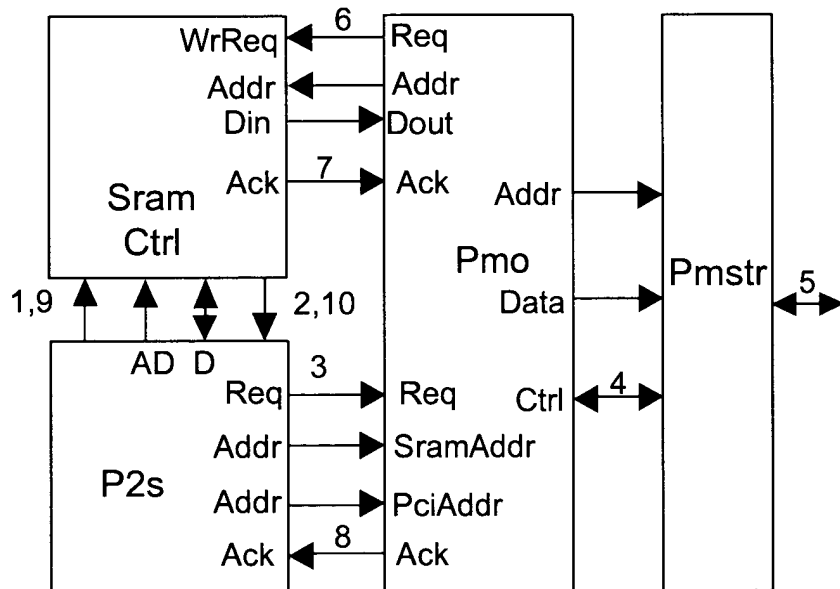 WrReq 6 Req
Addr Addr
Din Dout
Ack 7 Ack
Sram
Ctrl
Addr
Pmo
Pmstr
Data
5
1,9
2,10
AD D
3
Req Req
Ctrl 4
Addr SramAddr
P2s
Addr PciAddr
Ack 8 Ack